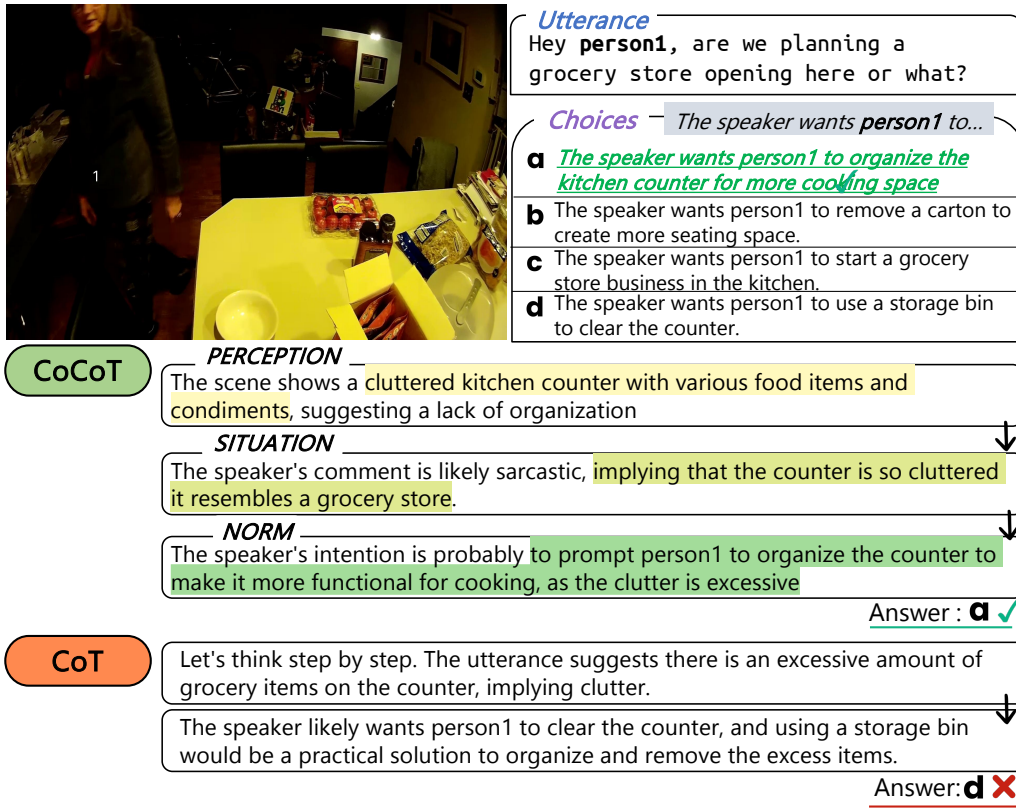 Utterance
Hey person1, are we planning a
grocery store opening here or what?
1
Choices
The speaker wants person1 to...
a The speaker wants person1 to organize the
kitchen counter for more cooking space
b The speaker wants person1 to remove a carton to
create more seating space.
c The speaker wants person1 to start a grocery
store business in the kitchen.
d The speaker wants person1 to use a storage bin
to clear the counter.
CoCoT
PERCEPTION
The scene shows a cluttered kitchen counter with various food items and
condiments, suggesting a lack of organization
SITUATION
The speaker's comment is likely sarcastic, implying that the counter is so cluttered
it resembles a grocery store.
NORM
The speaker's intention is probably to prompt person1 to organize the counter to
make it more functional for cooking, as the clutter is excessive
Answer : a ✓
CoT
Let's think step by step. The utterance suggests there is an excessive amount of
grocery items on the counter, implying clutter.
The speaker likely wants person1 to clear the counter, and using a storage bin
would be a practical solution to organize and remove the excess items.
Answer: d ✗